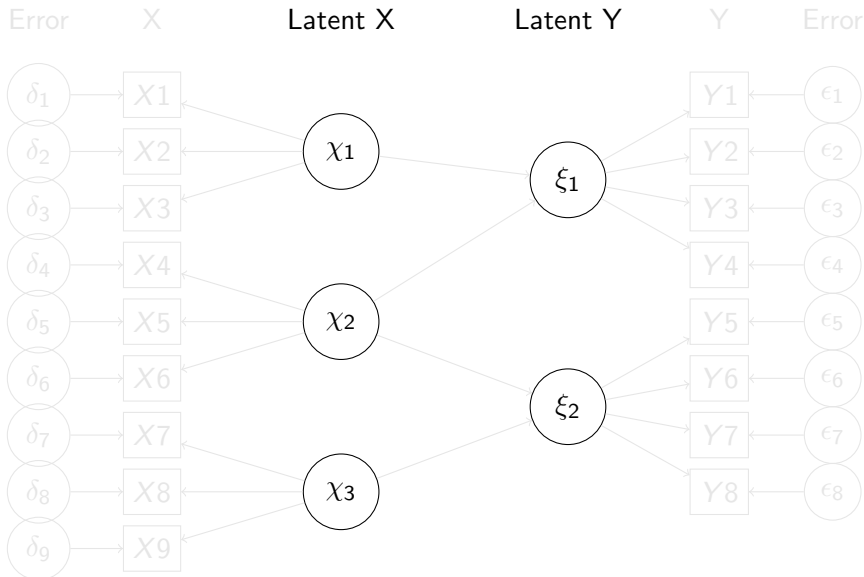 Error X Latent X Latent Y Y Error
δ1 X1 Y1 ϵ1
χ1
δ2 X2 Y2 ϵ2
ξ1
δ3 X3 Y3 ϵ3
δ4 X4 Y4 ϵ4
δ5 X5 χ2 Y5 ϵ5
δ6 X6 Y6 ϵ6
ξ2
δ7 X7 Y7 ϵ7
δ8 X8 χ3 Y8 ϵ8
δ9 X9